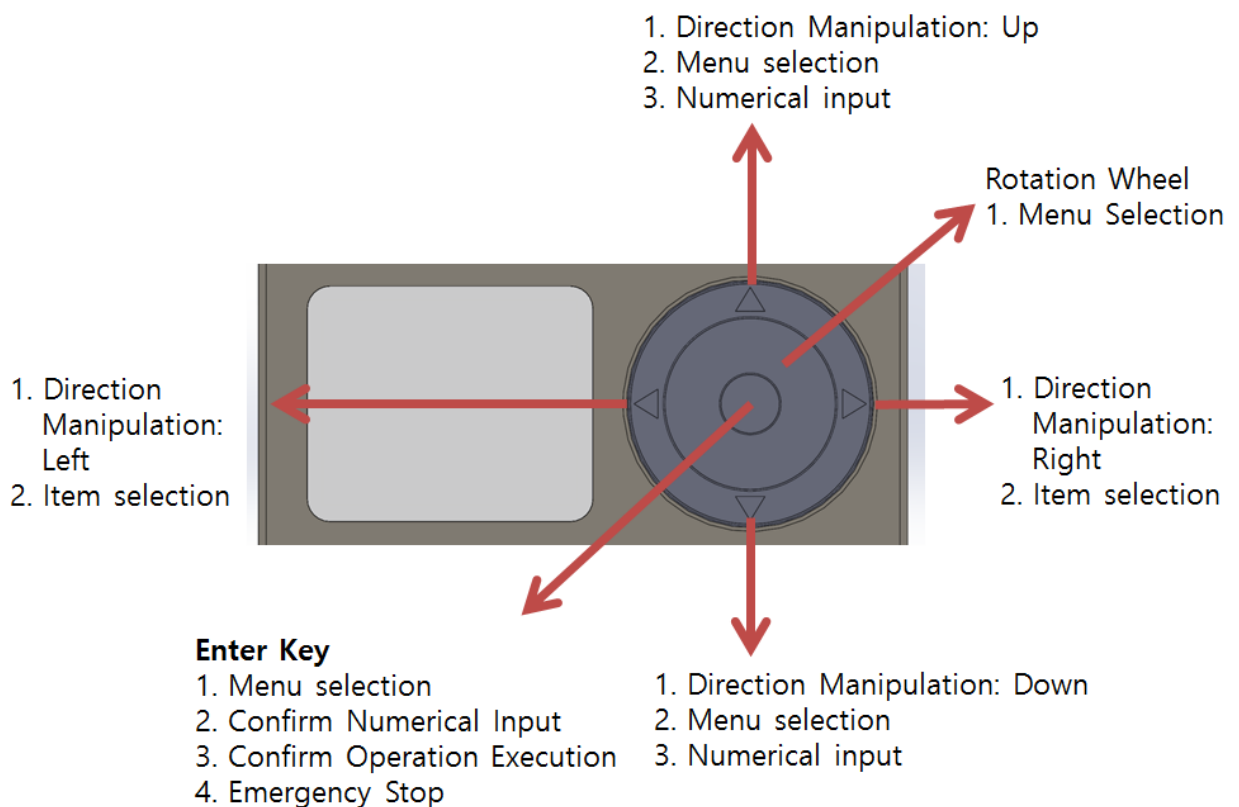 1. Direction Manipulation: Up
2. Menu selection
3. Numerical input
Rotation Wheel
1. Menu Selection
1. Direction
Manipulation:
Left
2. Item selection
1. Direction
Manipulation:
Right
2. Item selection
Enter Key
1. Menu selection
2. Confirm Numerical Input
3. Confirm Operation Execution
4. Emergency Stop
1. Direction Manipulation: Down
2. Menu selection
3. Numerical input